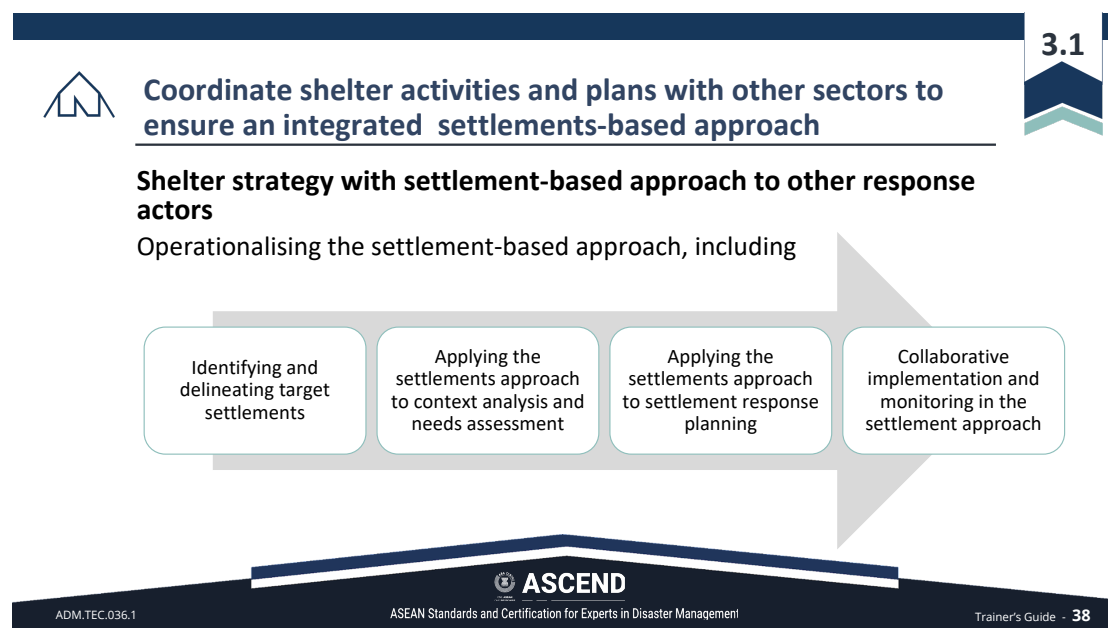 3.1
Coordinate shelter activities and plans with other sectors to
ensure an integrated  settlements-based approach
Shelter strategy with settlement-based approach to other response
actors
Operationalising the settlement-based approach, including
Identifying and
delineating target
settlements
Applying the
settlements approach
to context analysis and
needs assessment
Applying the
settlements approach
to settlement response
planning
Collaborative
implementation and
monitoring in the
settlement approach
ASCEND
ADM.TEC.036.1
ASEAN Standards and Certification for Experts in Disaster Management
Trainer's Guide - 38